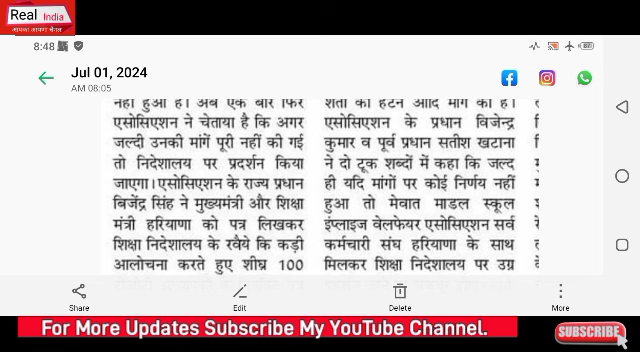 Real India
आपका अपना चैनल
8:48
Jul 01, 2024
AM 08:05
नहीं हुआ है। अब एक बार फिर
एसोसिएशन ने चेताया है कि अगर
जल्दी उनकी मांगें पूरी नहीं की गई
तो निदेशालय पर प्रदर्शन किया
जाएगा। एसोसिएशन के राज्य प्रधान
बिजेंद्र सिंह ने मुख्यमंत्री और शिक्षा
मंत्री हरियाणा को पत्र लिखकर
शिक्षा निदेशालय के रवैये कि कड़ी
आलोचना करते हुए शीघ्र 100
शर्तों को हटने आदि मांग की है।
एसोसिएशन के प्रधान विजेन्द्र
कुमार व पूर्व प्रधान सतीश खटाना
ने दो टूक शब्दों में कहा कि जल्द
ही यदि मांगों पर कोई निर्णय नहीं
हुआ तो मेवात माडल स्कूल
इंप्लाइज वेलफेयर एसोसिएशन सर्व
कर्मचारी संघ हरियाणा के साथ
मिलकर शिक्षा निदेशालय पर उग्र
Share
Edit
Delete
More
For More Updates Subscribe My YouTube Channel.
SUBSCRIBE